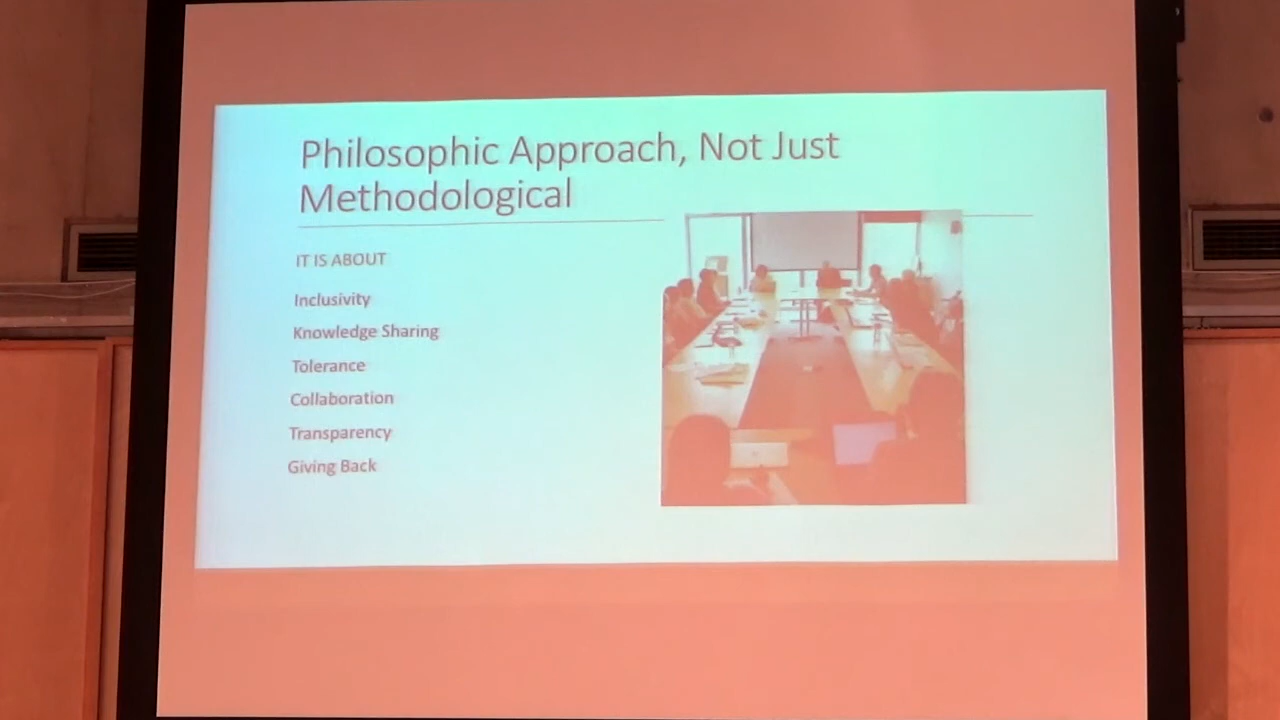 Philosophic Approach, Not Just
Methodological
IT IS ABOUT
Inclusivity
Knowledge Sharing
Tolerance
Collaboration
Transparency
Giving Back